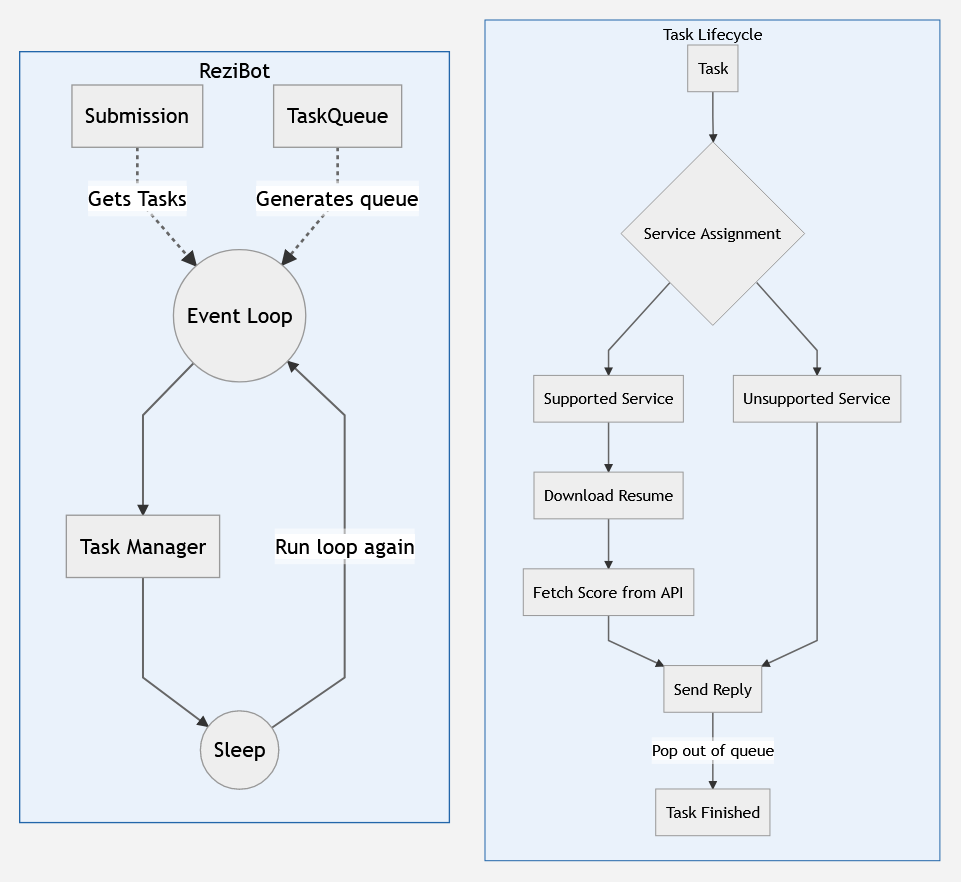 ReziBot
Submission
TaskQueue
Gets Tasks
Generates queue
Event Loop
Task Manager
Run loop again
Sleep
Task Lifecycle
Task
Service Assignment
Supported Service
Unsupported Service
Download Resume
Fetch Score from API
Send Reply
Pop out of queue
Task Finished